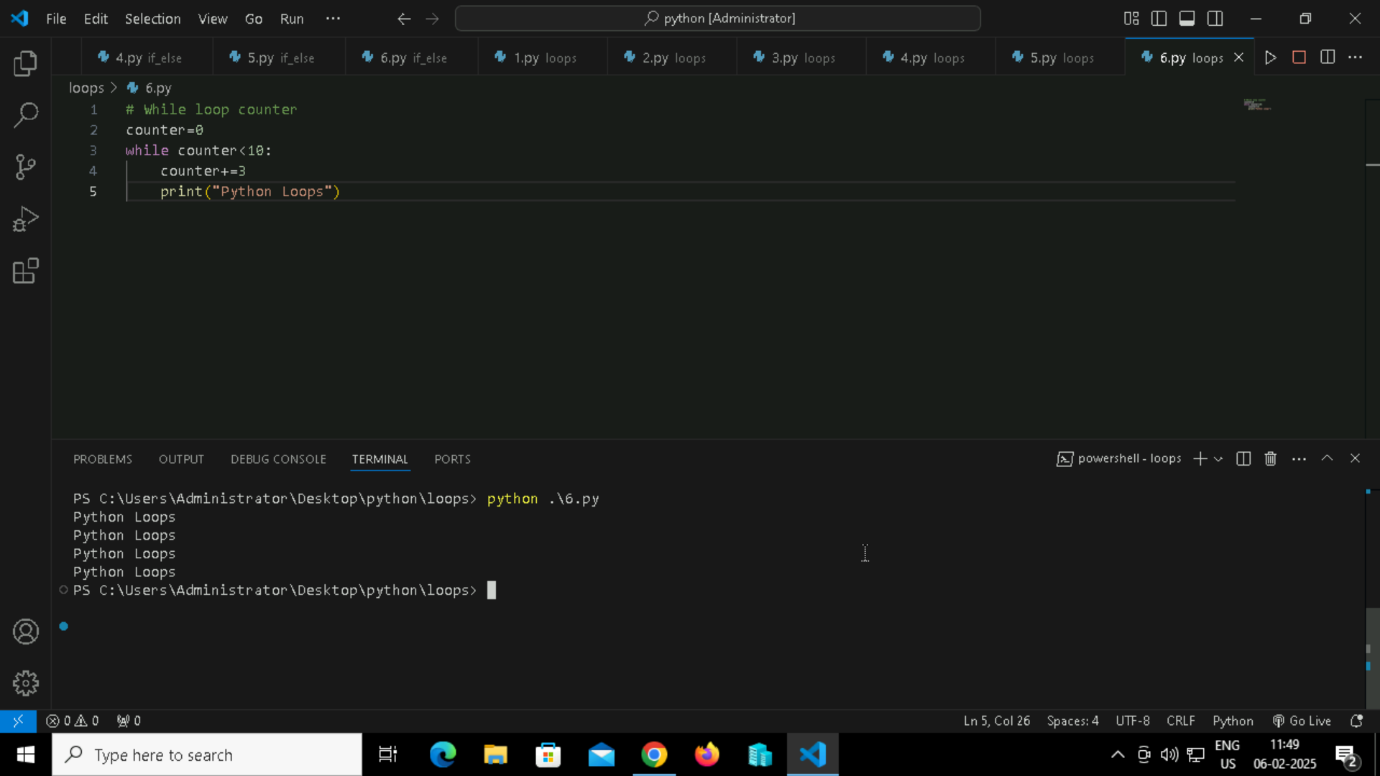 File Edit Selection View Go Run ··· python [Administrator]
4.py if_else 5.py if_else 6.py if_else 1.py loops 2.py loops 3.py loops 4.py loops 5.py loops 6.py loops
loops > 6.py
1 # While loop counter
2 counter=0
3 while counter<10:
4 counter+=3
5 print("Python Loops")
PROBLEMS OUTPUT DEBUG CONSOLE TERMINAL PORTS powershell - loops
PS C:\Users\Administrator\Desktop\python\loops> python .\6.py
Python Loops
Python Loops
Python Loops
Python Loops
PS C:\Users\Administrator\Desktop\python\loops>
0 0 0 Ln 5, Col 26 Spaces: 4 UTF-8 CRLF Python Go Live
Type here to search
ENG 11:49
US 06-02-2025 2